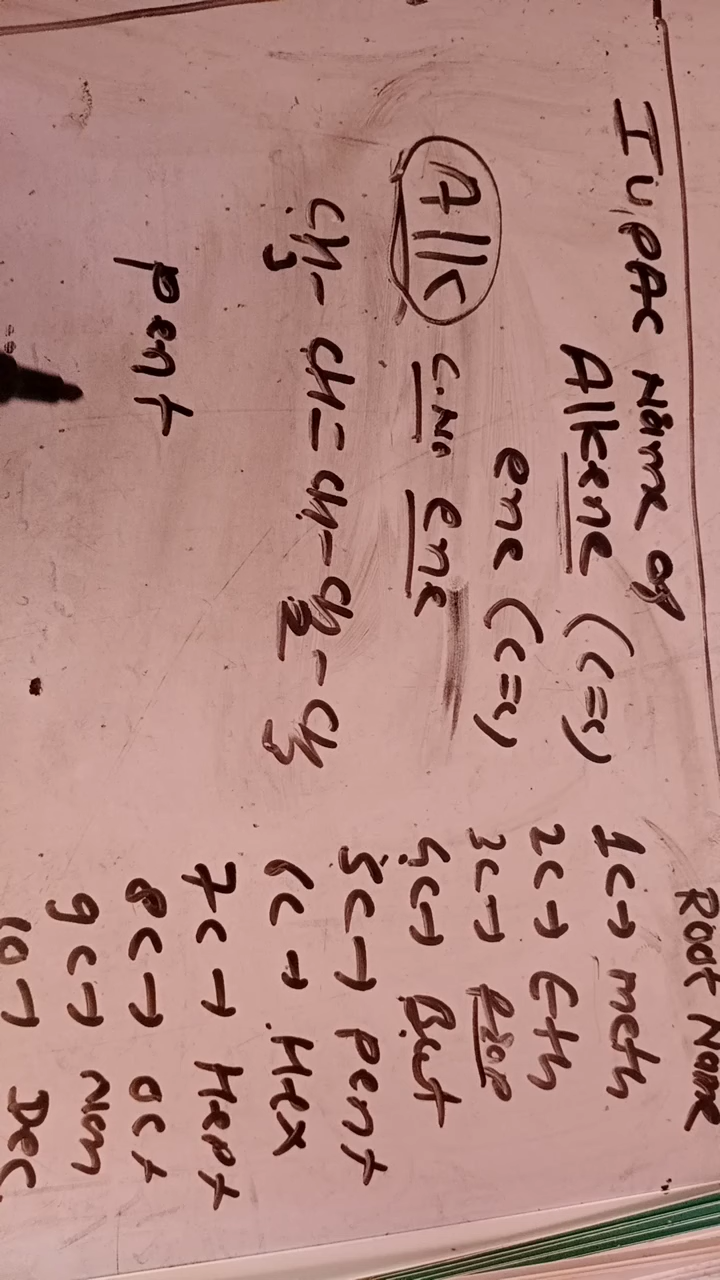 IUPAC Name of
Alkene (C=C)
ene (C=C)
Alk C.No ene
CH3-CH=CH-CH2-CH3
pent
Root Name
1C→ meth
2C→ Eth
3C→ Prop
4C→ But
5C→ pent
6C→ Hex
7C→ Hept
8C→ oct
9C→ Non
10→ Dec